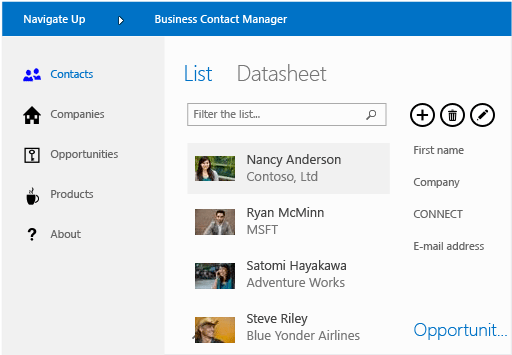 Navigate Up Business Contact Manager
Contacts
Companies
Opportunities
Products
? About
List Datasheet
Filter the list...
Nancy Anderson
Contoso, Ltd
Ryan McMinn
MSFT
Satomi Hayakawa
Adventure Works
Steve Riley
Blue Yonder Airlines
First name
Company
CONNECT
E-mail address
Opportunit...